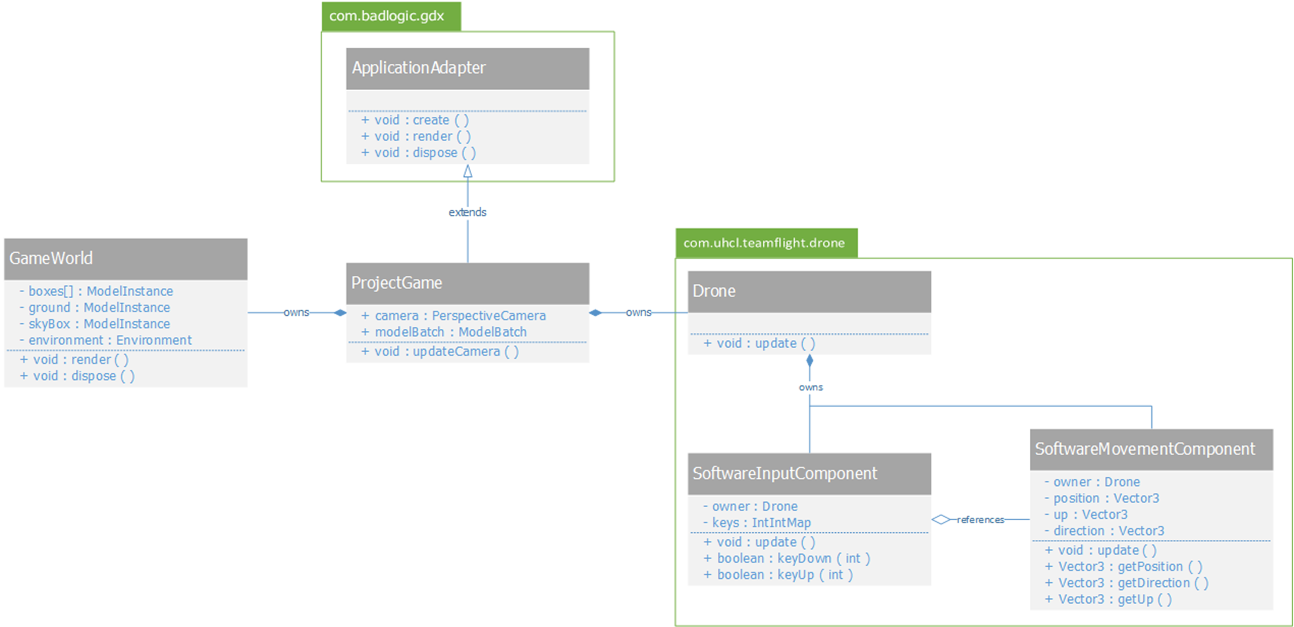 com.badlogic.gdx
ApplicationAdapter
+ void : create ( )
+ void : render ( )
+ void : dispose ( )
extends
GameWorld
- boxes[] : ModelInstance
- ground : ModelInstance
- skyBox : ModelInstance
- environment : Environment
+ void : render ( )
+ void : dispose ( )
owns
ProjectGame
+ camera : PerspectiveCamera
+ modelBatch : ModelBatch
+ void : updateCamera ( )
owns
com.uhcl.teamflight.drone
Drone
+ void : update ( )
owns
SoftwareInputComponent
- owner : Drone
- keys : IntIntMap
+ void : update ( )
+ boolean : keyDown ( int )
+ boolean : keyUp ( int )
references
SoftwareMovementComponent
- owner : Drone
- position : Vector3
- up : Vector3
- direction : Vector3
+ void : update ( )
+ Vector3 : getPosition ( )
+ Vector3 : getDirection ( )
+ Vector3 : getUp ( )